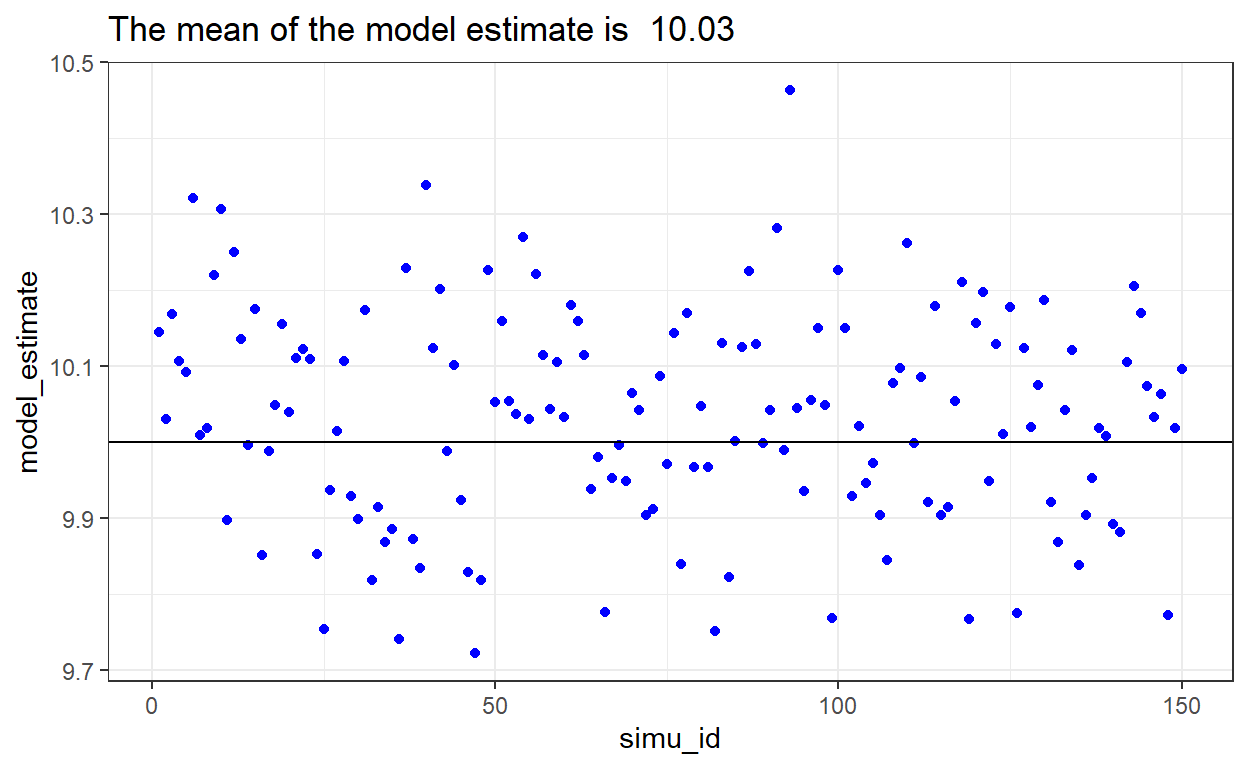 The mean of the model estimate is  10.03
10.5
10.3
10.1
9.9
9.7
model_estimate
0 50 100 150
simu_id